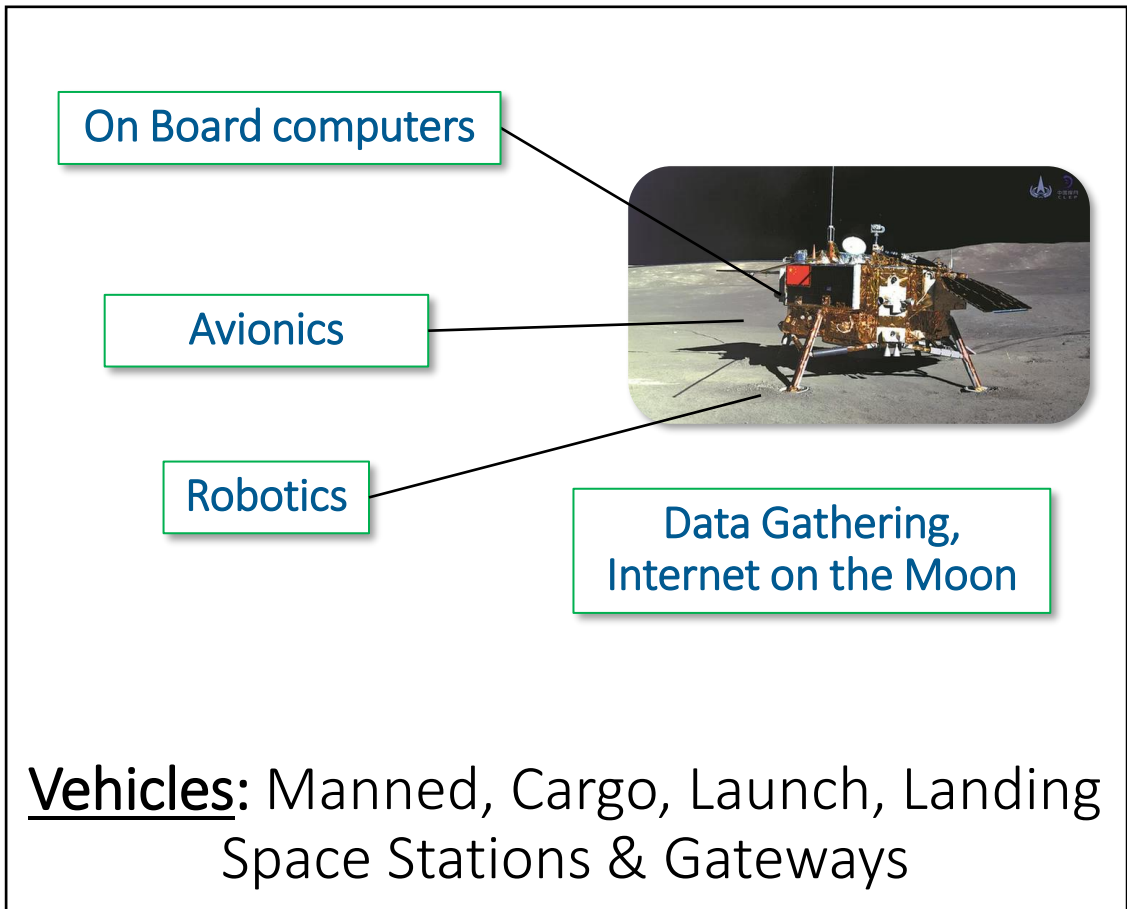 On Board computers
Avionics
Robotics
Data Gathering,
Internet on the Moon
Vehicles: Manned, Cargo, Launch, Landing
Space Stations & Gateways